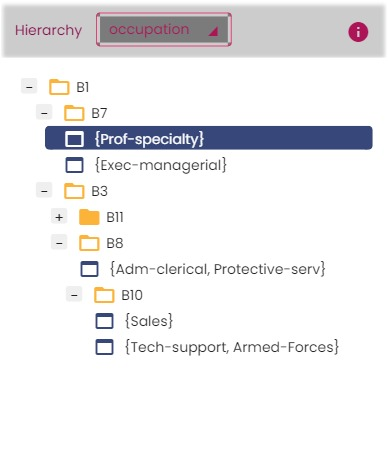 Hierarchy occupation
- B1
- B7
{Prof-specialty}
{Exec-managerial}
- B3
+ B11
- B8
{Adm-clerical, Protective-serv}
- B10
{Sales}
{Tech-support, Armed-Forces}